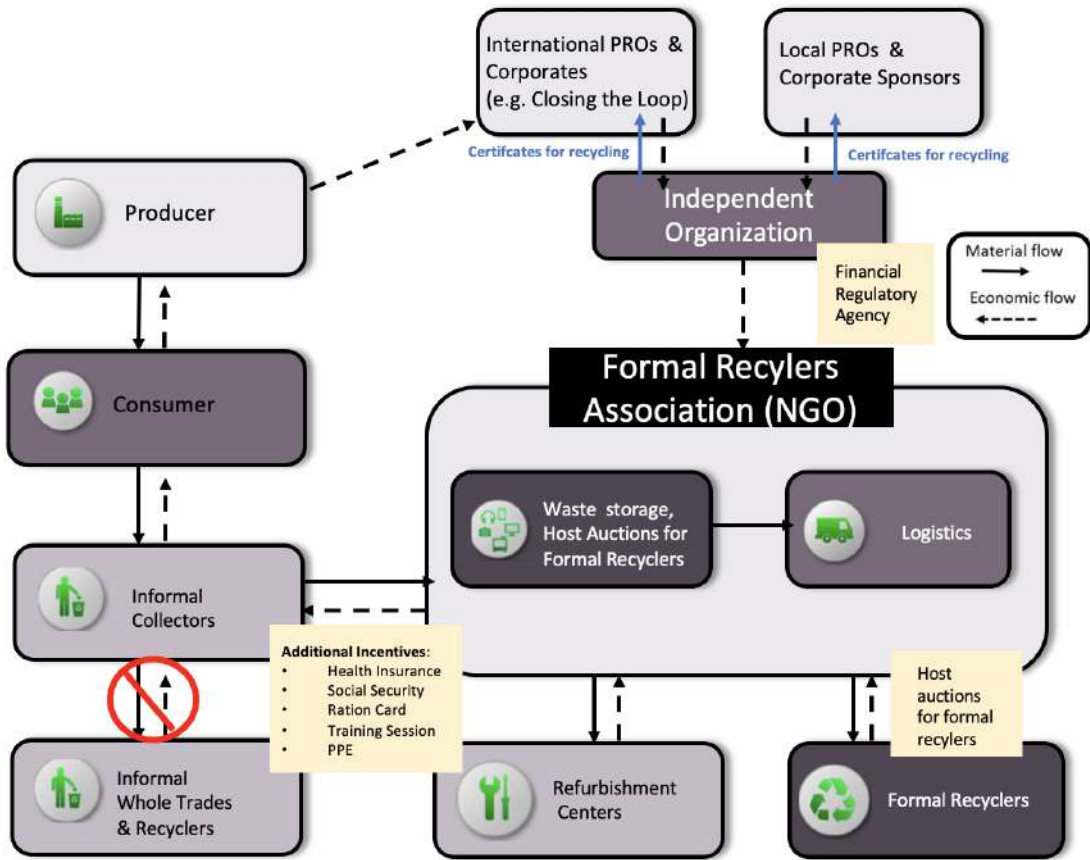 International PROs &
Corporates
(e.g. Closing the Loop)
Local PROs &
Corporate Sponsors
Certifcates for recycling
Certifcates for recycling
Producer
Independent
Organization
Financial
Regulatory
Agency
Material flow
Economic flow
Consumer
Formal Recylers
Association (NGO)
Waste storage,
Host Auctions for
Formal Recyclers
Logistics
Informal
Collectors
Additional Incentives:
• Health Insurance
• Social Security
• Ration Card
• Training Session
• PPE
Host
auctions
for formal
recylers
Informal
Whole Trades
& Recyclers
Refurbishment
Centers
Formal Recyclers